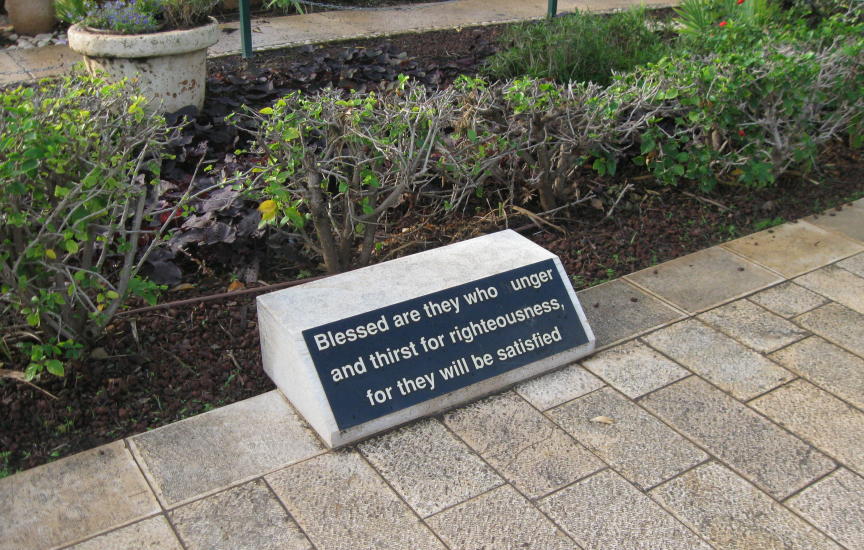 Blessed are they who unger
and thirst for righteousness,
for they will be satisfied